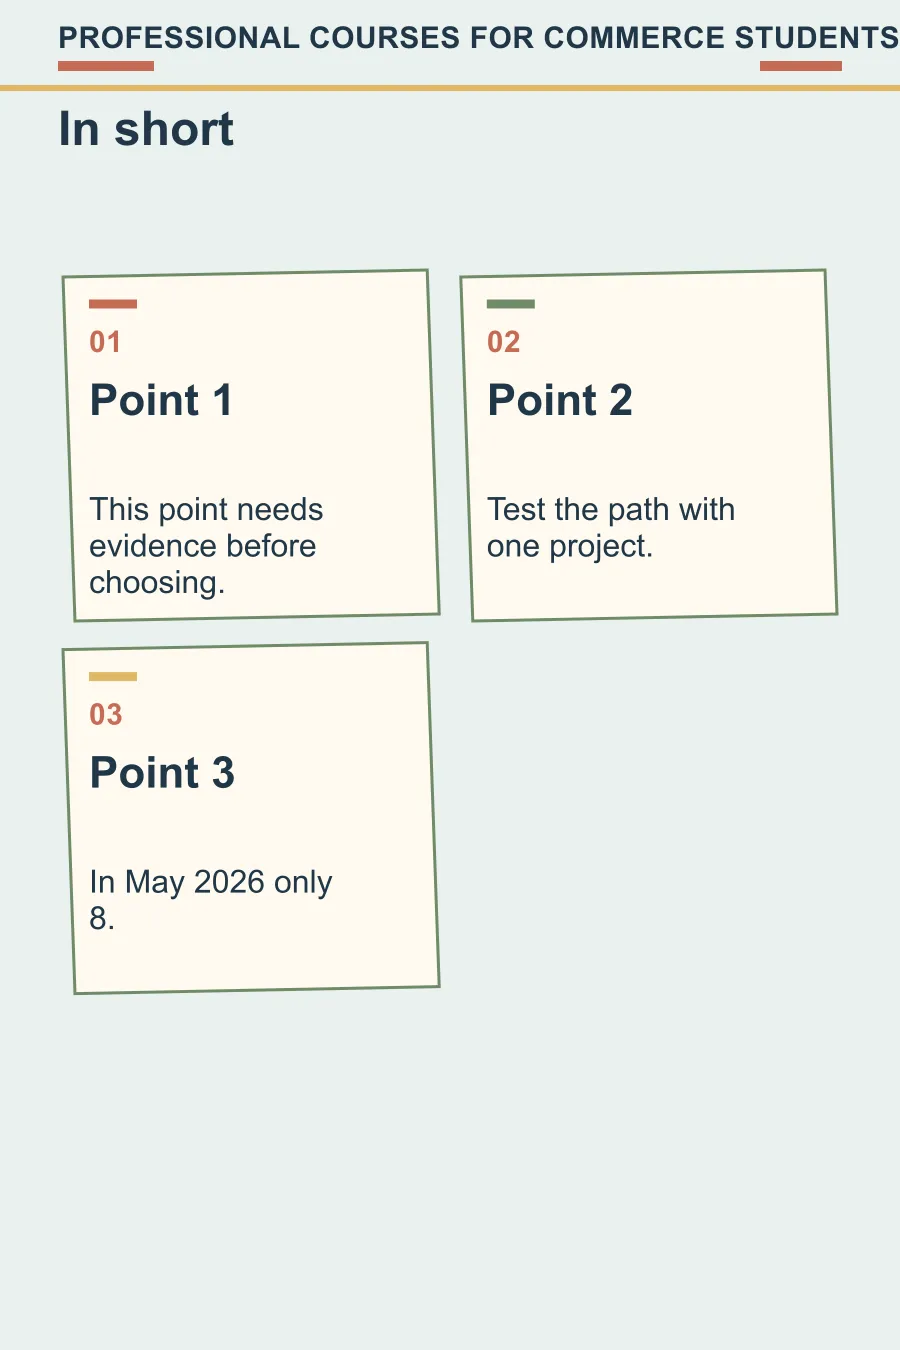 PROFESSIONAL COURSES FOR COMMERCE STUDENTS
In short
01
Point 1
This point needs
evidence before
choosing.
02
Point 2
Test the path with
one project.
03
Point 3
In May 2026 only
8.